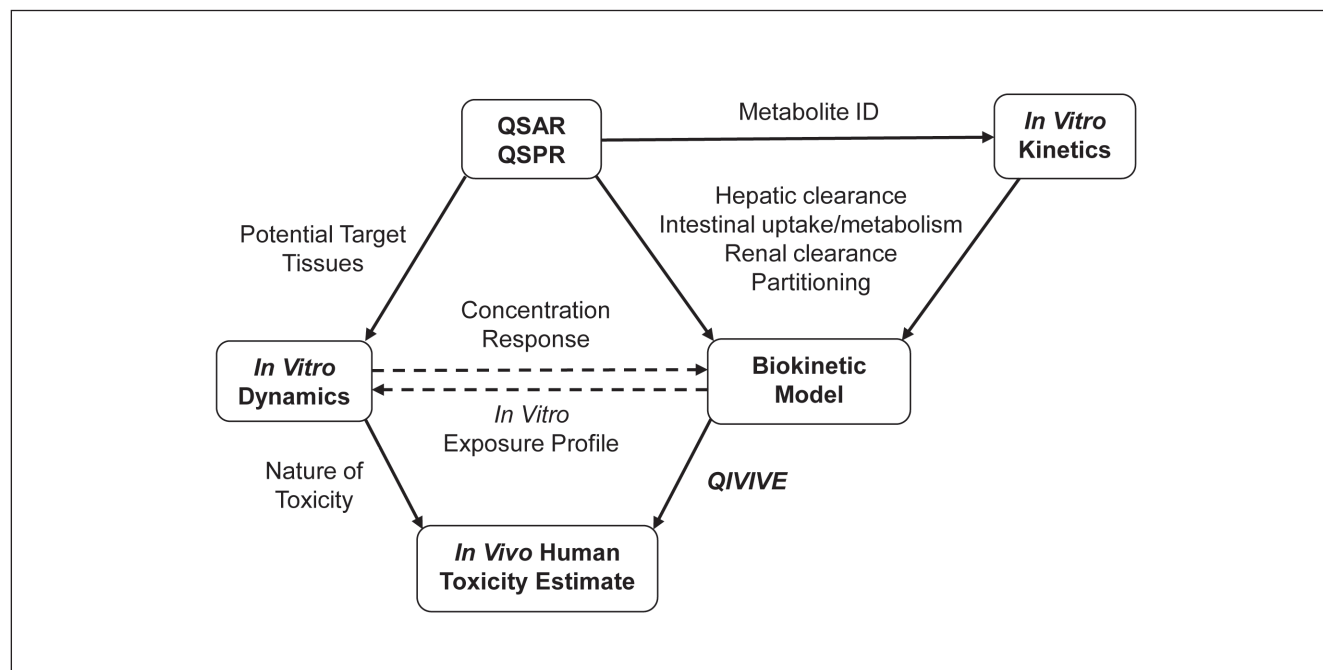 QSAR
QSPR
Metabolite ID
In Vitro
Kinetics
Hepatic clearance
Intestinal uptake/metabolism
Renal clearance
Partitioning
Potential Target
Tissues
Concentration
Response
In Vitro
Dynamics
Biokinetic
Model
In Vitro
Exposure Profile
Nature of
Toxicity
QIVIVE
In Vivo Human
Toxicity Estimate